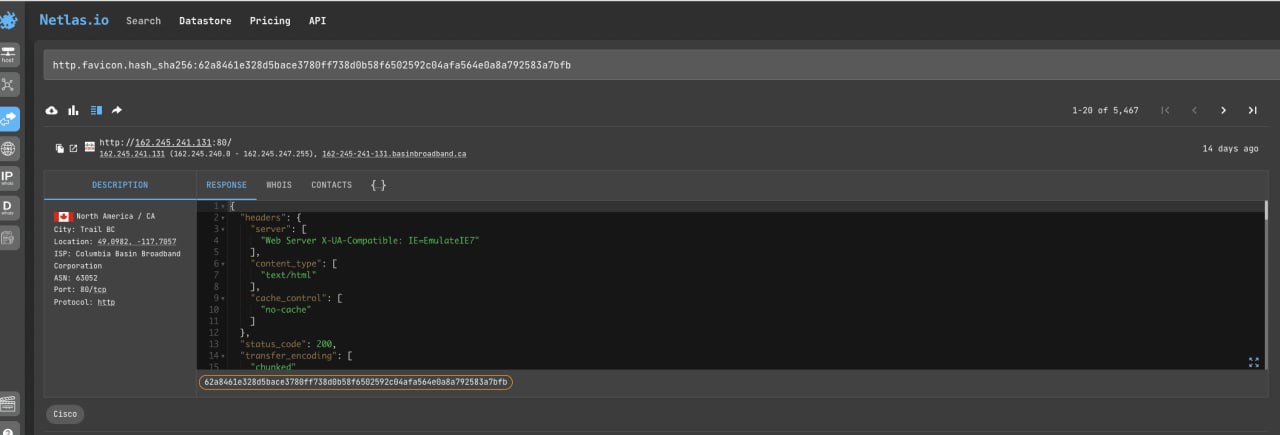 Netlas.io Search Datastore Pricing API
host
http.favicon.hash_sha256:62a8461e328d5bace3780ff738d0b58f6502592c04afa564e0a8a792583a7bfb
1-20 of 5,467
http://162.245.241.131:80/
162.245.241.131 (162.245.240.0 - 162.245.247.255), 162-245-241-131.basinbroadband.ca
14 days ago
IP
whois
D
whois
DESCRIPTION
North America / CA
City: Trail BC
Location: 49.0982, -117.7057
ISP: Columbia Basin Broadband
Corporation
ASN: 63052
Port: 80/tcp
Protocol: http
RESPONSE WHOIS CONTACTS {..}
1 {
2 "headers": {
3 "server": [
4 "Web Server X-UA-Compatible: IE=EmulateIE7"
5 ],
6 "content_type": [
7 "text/html"
8 ],
9 "cache_control": [
10 "no-cache"
11 ]
12 },
13 "status_code": 200,
14 "transfer_encoding": [
15 "chunked"
62a8461e328d5bace3780ff738d0b58f6502592c04afa564e0a8a792583a7bfb
Cisco
?